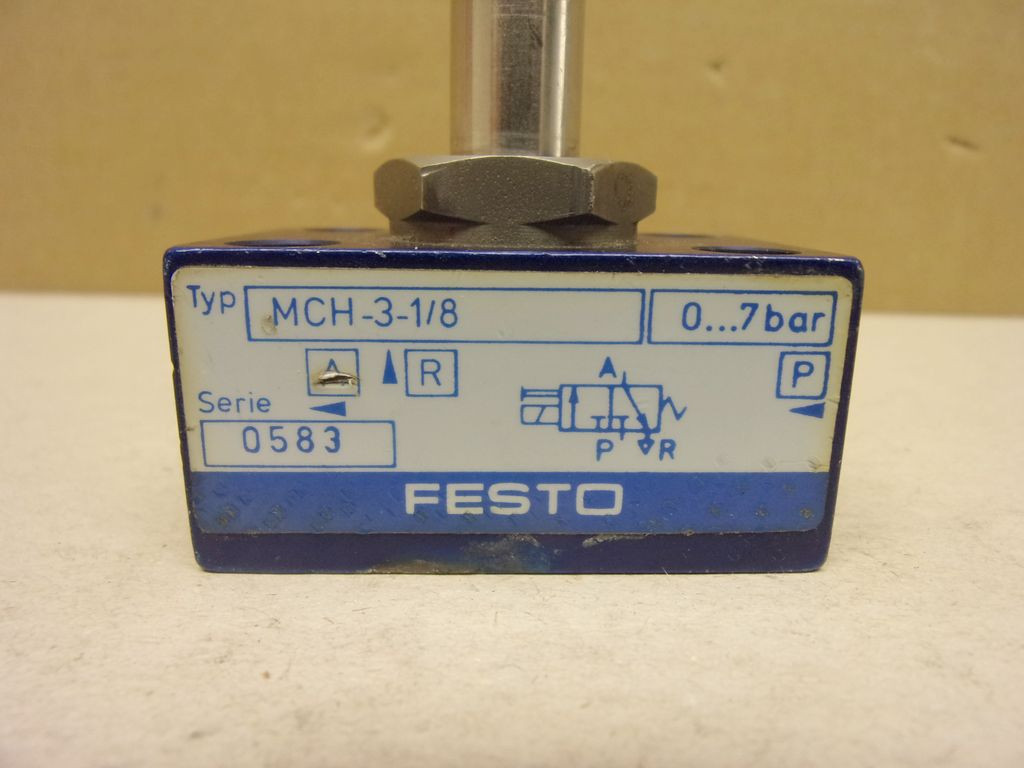 Typ MCH-3-1/8 0...7bar
A R P
Serie
0583
A
P R
FESTO